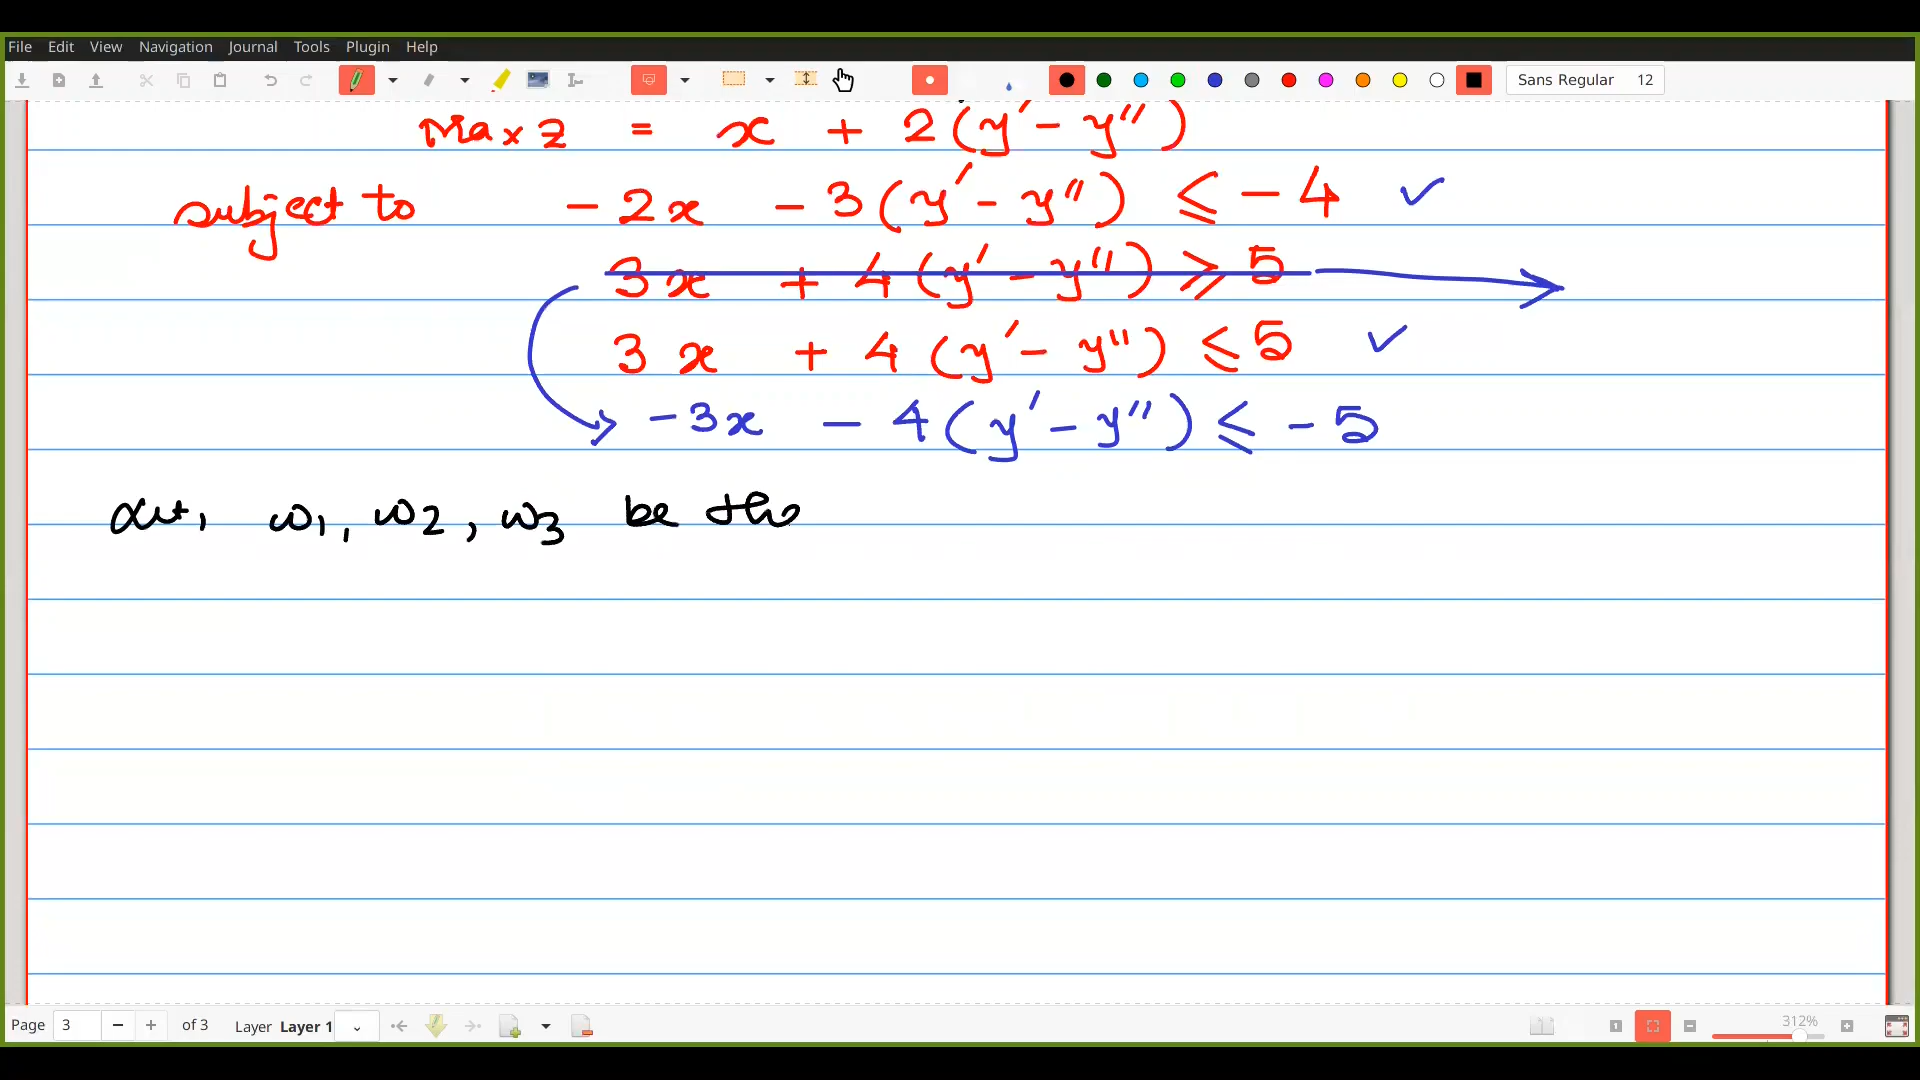 File Edit View Navigation Journal Tools Plugin Help
Sans Regular 12
Max Z = x + 2(y' - y")
subject to -2x - 3(y' - y") ≤ -4 ✓
3x + 4(y' - y") ≥ 5
3x + 4(y' - y") ≤ 5 ✓
-3x - 4(y' - y") ≤ -5
Let, w1, w2, w3 be the
Page 3 of 3 Layer Layer 1 312%